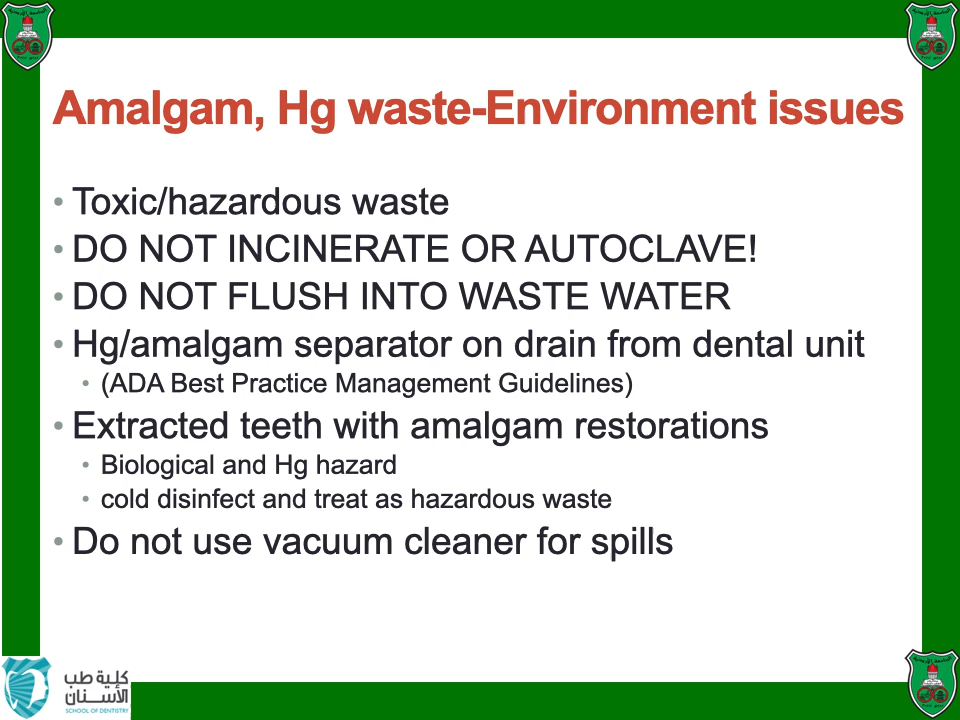 Amalgam, Hg waste-Environment issues
• Toxic/hazardous waste
• DO NOT INCINERATE OR AUTOCLAVE!
• DO NOT FLUSH INTO WASTE WATER
• Hg/amalgam separator on drain from dental unit
• (ADA Best Practice Management Guidelines)
• Extracted teeth with amalgam restorations
• Biological and Hg hazard
• cold disinfect and treat as hazardous waste
• Do not use vacuum cleaner for spills
كلية طب
الأسنان
SCHOOL OF DENTISTRY